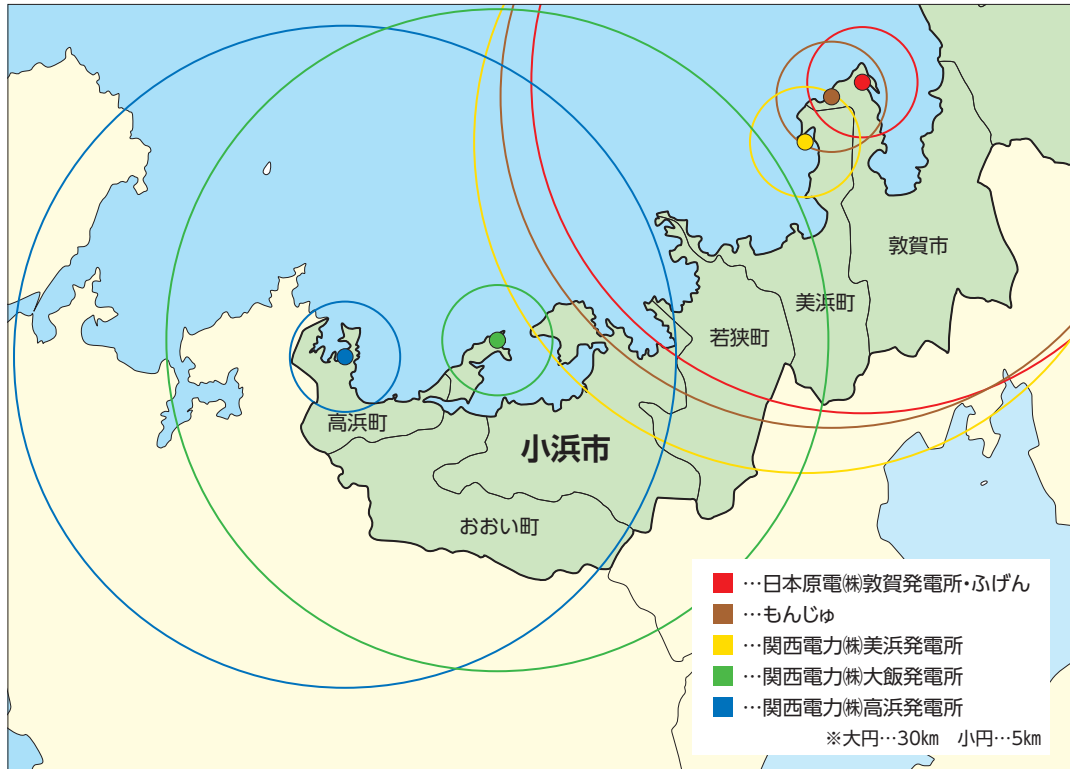 敦賀市
美浜町
若狭町
高浜町
小浜市
おおい町
…日本原電㈱敦賀発電所・ふげん
…もんじゅ
…関西電力㈱美浜発電所
…関西電力㈱大飯発電所
…関西電力㈱高浜発電所
※大円…30㎞　小円…5㎞